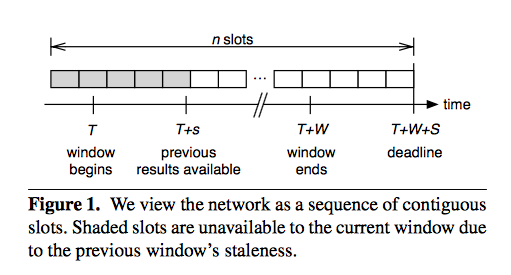 n slots
...
time
T T+s T+W T+W+S
window previous window deadline
begins results available ends
Figure 1. We view the network as a sequence of contiguous
slots. Shaded slots are unavailable to the current window due
to the previous window's staleness.